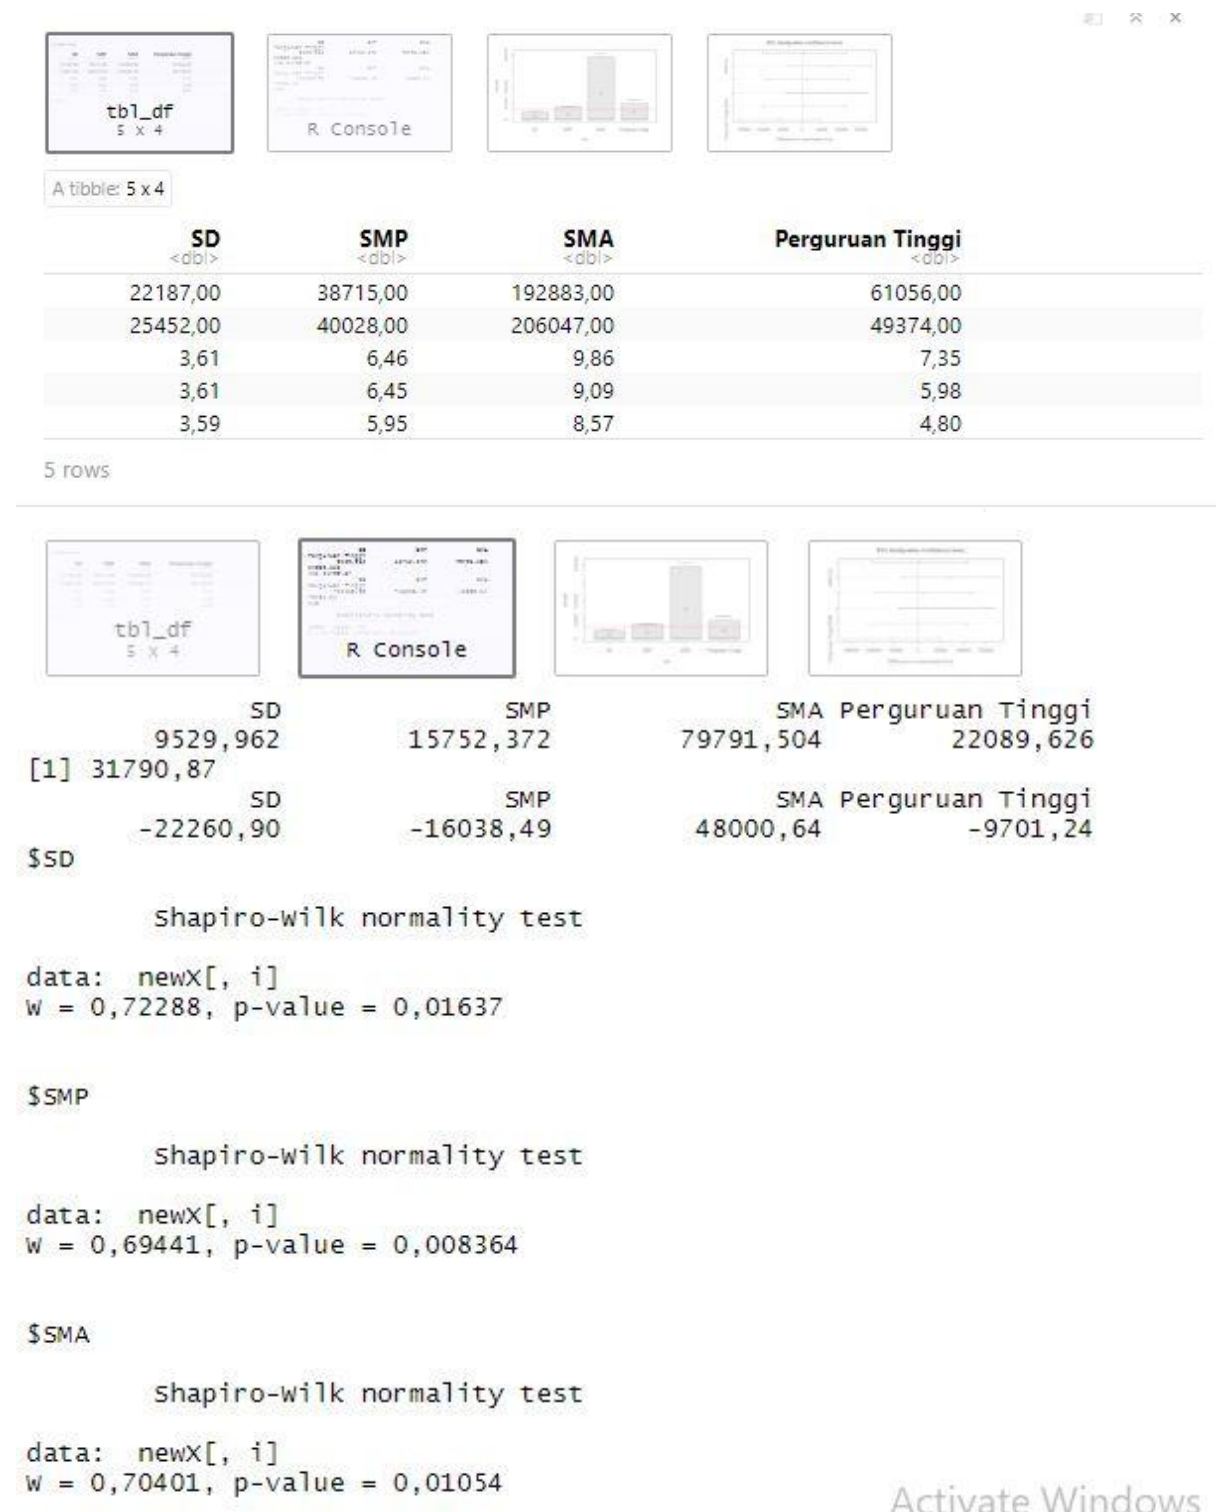 tbl_df
5 x 4
R Console
A tibble: 5 x 4
SD SMP SMA Perguruan Tinggi
<dbl> <dbl> <dbl> <dbl>
22187,00 38715,00 192883,00 61056,00
25452,00 40028,00 206047,00 49374,00
3,61 6,46 9,86 7,35
3,61 6,45 9,09 5,98
3,59 5,95 8,57 4,80
5 rows
tbl_df
5 x 4
R Console
SD SMP SMA Perguruan Tinggi
9529,962 15752,372 79791,504 22089,626
[1] 31790,87
SD SMP SMA Perguruan Tinggi
-22260,90 -16038,49 48000,64 -9701,24
$SD
Shapiro-Wilk normality test
data: newX[, i]
W = 0,72288, p-value = 0,01637
$SMP
Shapiro-Wilk normality test
data: newX[, i]
W = 0,69441, p-value = 0,008364
$SMA
Shapiro-Wilk normality test
data: newX[, i]
W = 0,70401, p-value = 0,01054
Activate Windows